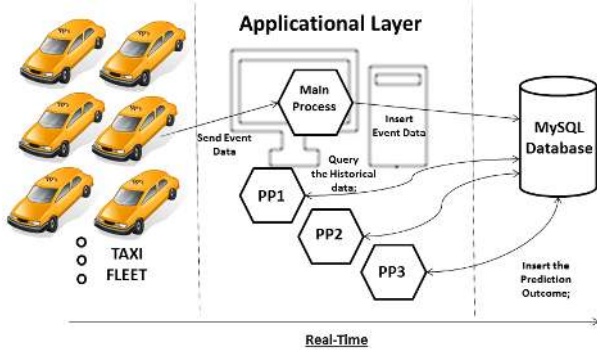 Applicational Layer
Main
Process
Send Event
Data
Insert
Event Data
MySQL
Database
Query
the Historical
data;
PP1
PP2
PP3
TAXI
FLEET
Insert the
Prediction
Outcome;
Real-Time